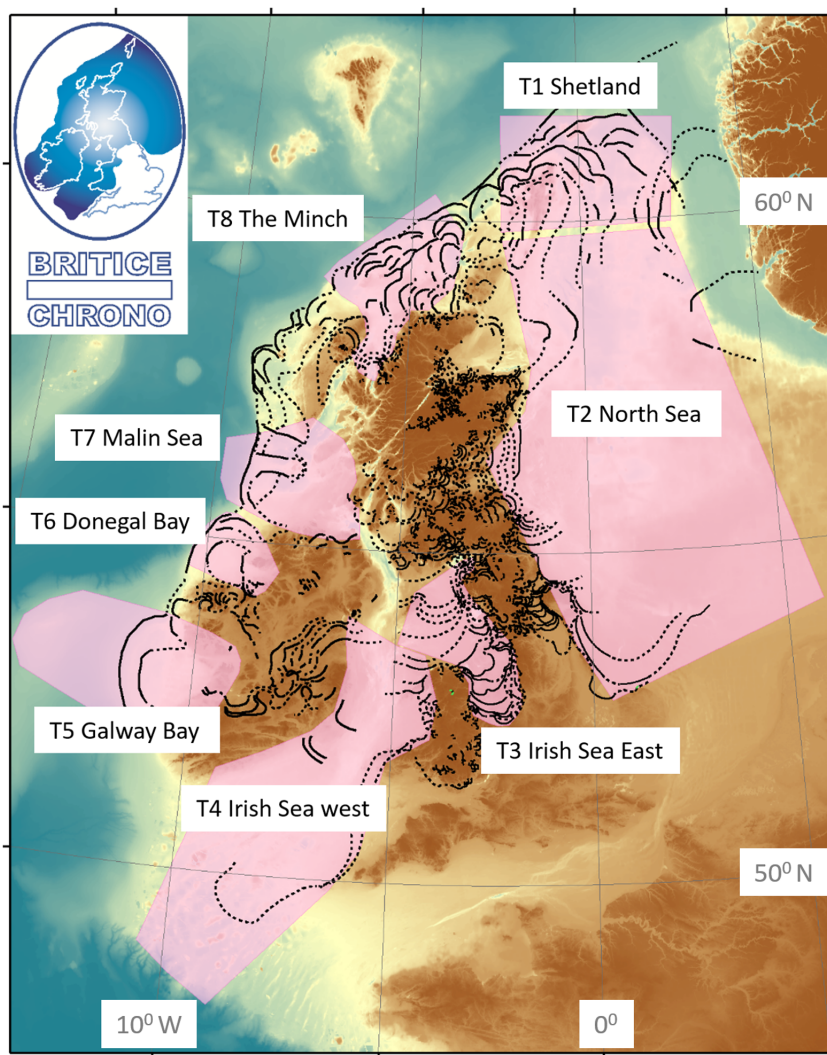 T1 Shetland
60⁰ N
T8 The Minch
BRITICE
CHRONO
T2 North Sea
T7 Malin Sea
T6 Donegal Bay
T5 Galway Bay
T3 Irish Sea East
T4 Irish Sea west
50⁰ N
10⁰ W
0⁰